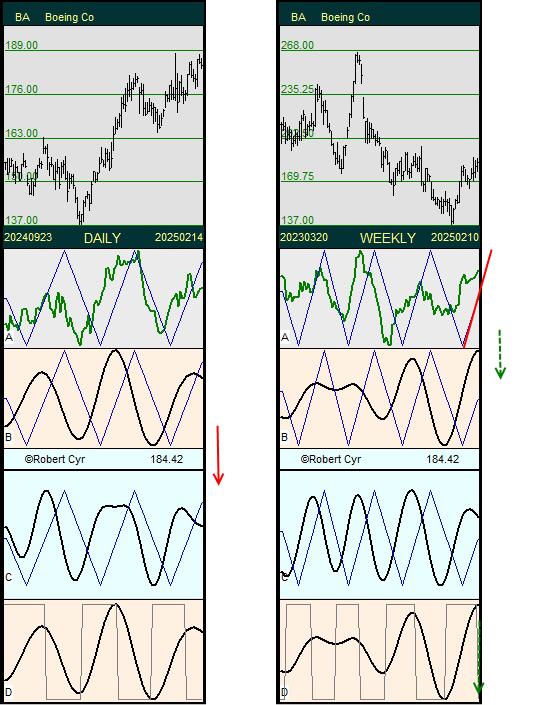 BA Boeing Co
189.00
176.00
163.00
137.00
20240923 DAILY 20250214
A
B
©Robert Cyr 184.42
C
D
BA Boeing Co
268.00
235.25
169.75
137.00
20230320 WEEKLY 20250210
A
B
©Robert Cyr 184.42
C
D